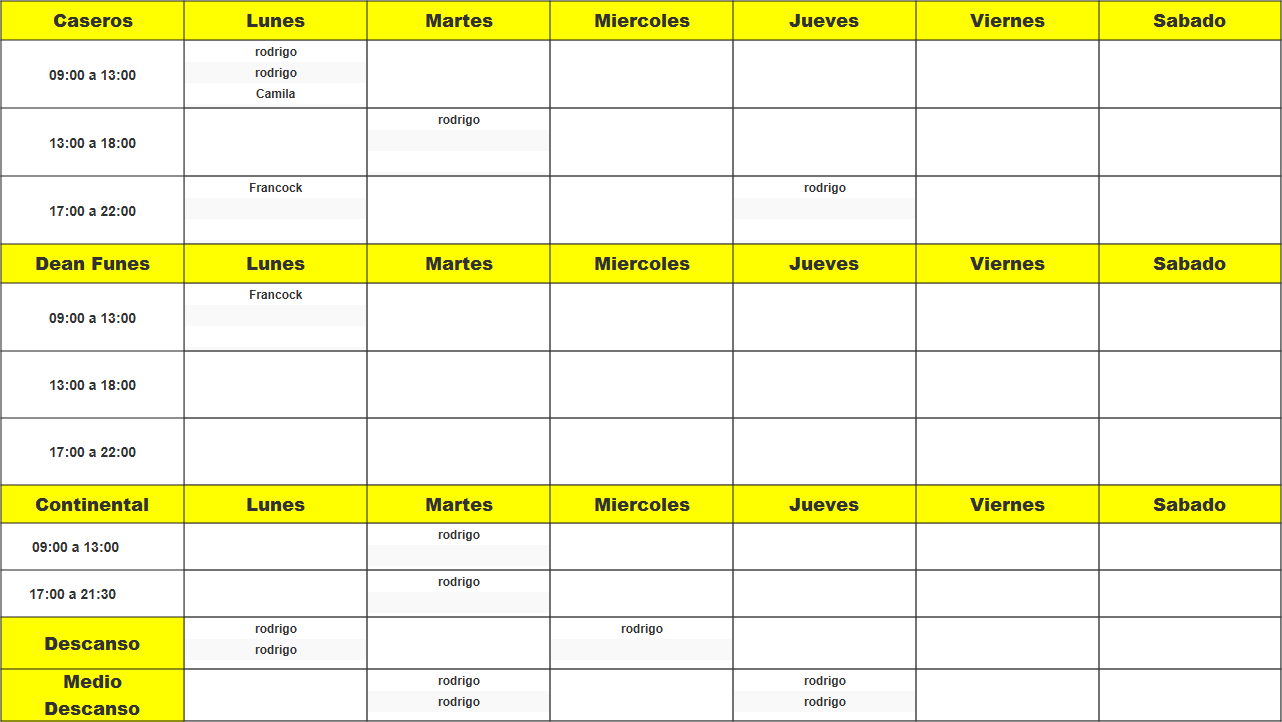 Caseros Lunes Martes Miercoles Jueves Viernes Sabado
09:00 a 13:00
rodrigo
rodrigo
Camila
13:00 a 18:00
rodrigo
17:00 a 22:00
Francock
rodrigo
Dean Funes Lunes Martes Miercoles Jueves Viernes Sabado
09:00 a 13:00
Francock
13:00 a 18:00
17:00 a 22:00
Continental Lunes Martes Miercoles Jueves Viernes Sabado
09:00 a 13:00
rodrigo
17:00 a 21:30
rodrigo
Descanso
rodrigo
rodrigo
rodrigo
Medio
Descanso
rodrigo
rodrigo
rodrigo
rodrigo